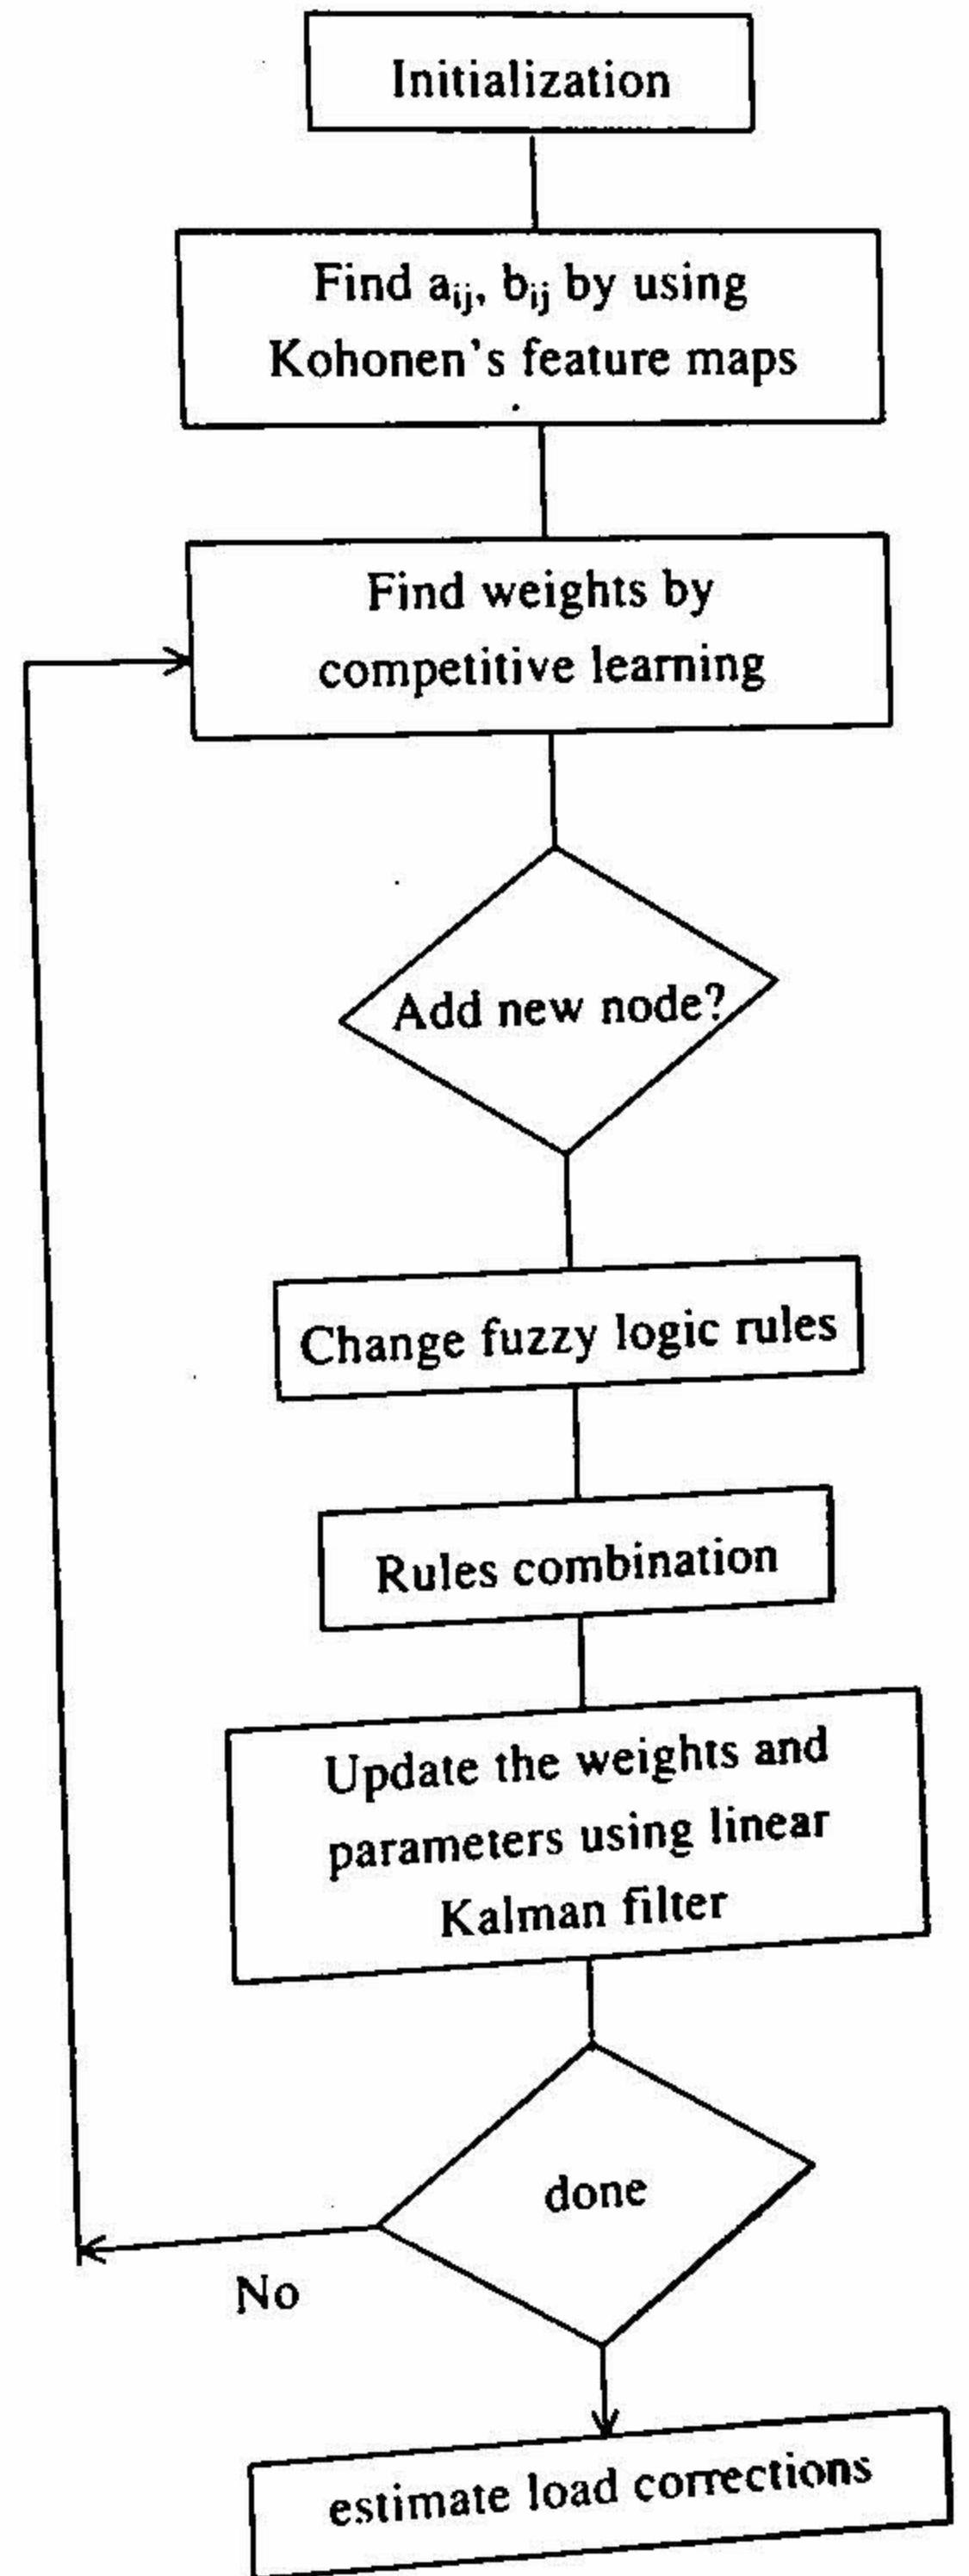 Initialization
Find aij, bij by using
Kohonen's feature maps
Find weights by
competitive learning
Add new node?
Change fuzzy logic rules
Rules combination
Update the weights and
parameters using linear
Kalman filter
done
No
estimate load corrections